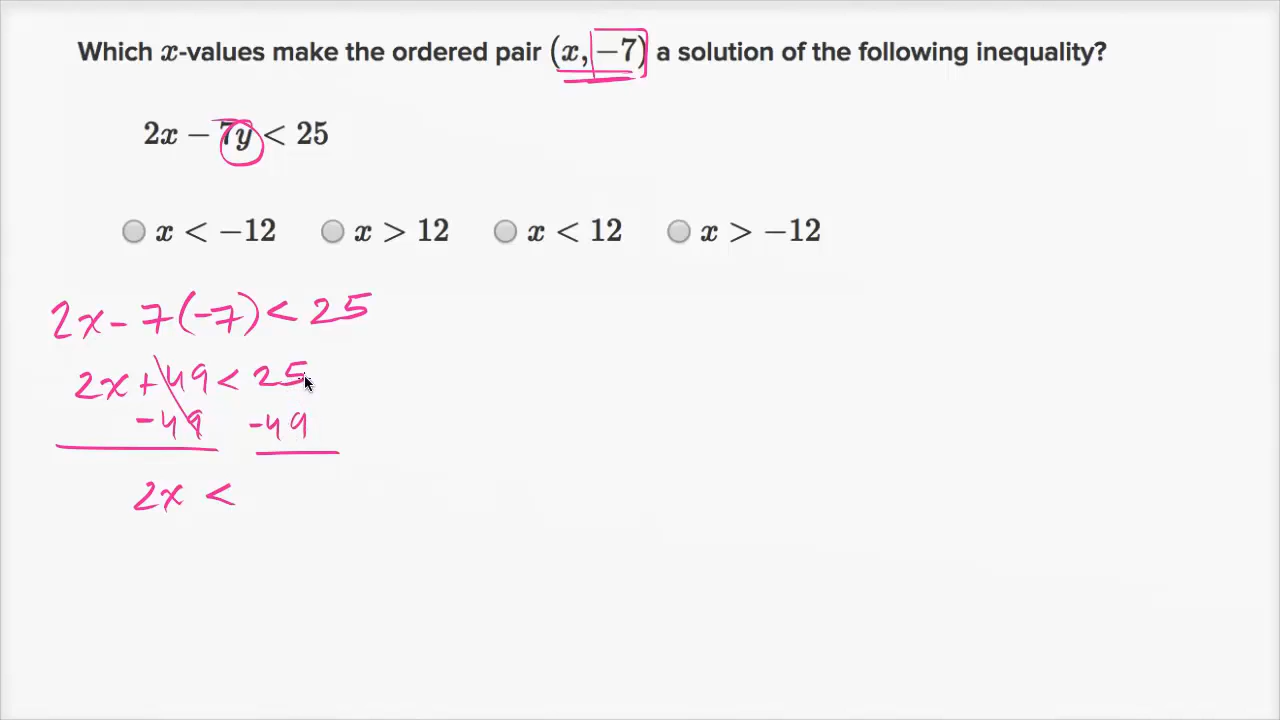 Which x-values make the ordered pair (x, −7) a solution of the following inequality?
2x − 7y < 25
x < −12 x > 12 x < 12 x > −12
2x - 7(-7) < 25
2x + 49 < 25
-49 -49
2x <